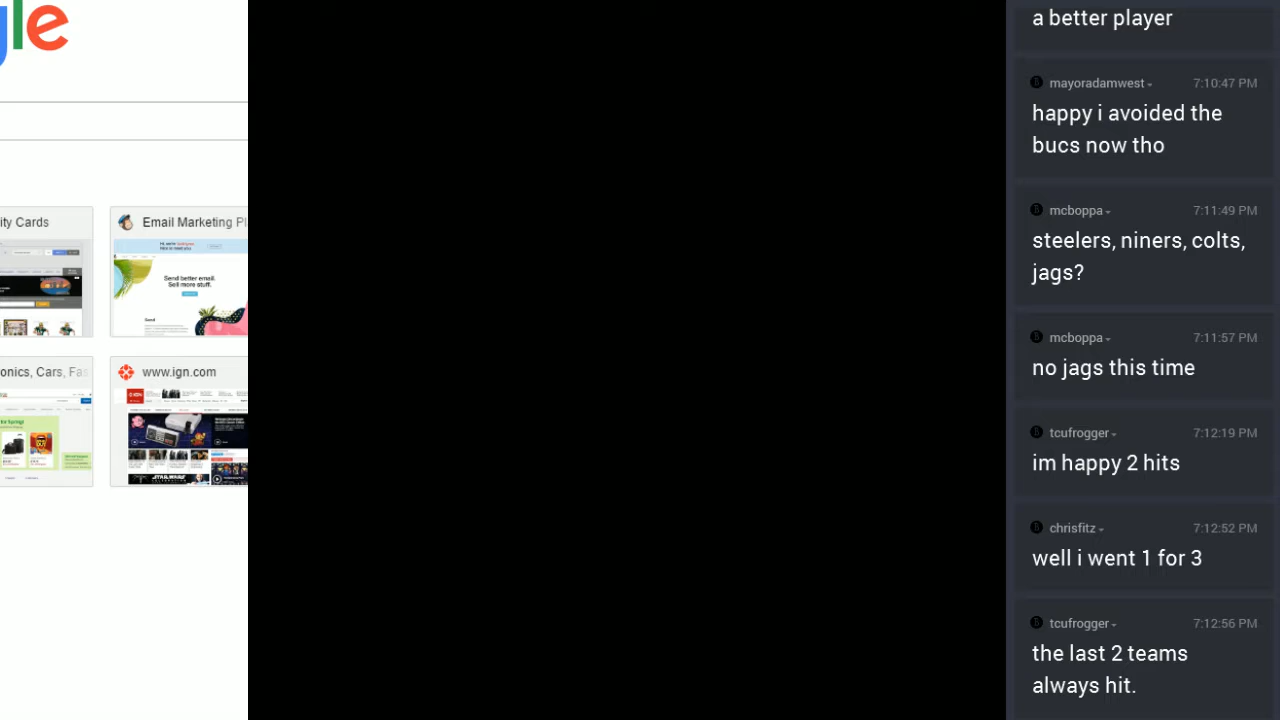 gle
ity Cards
Email Marketing Pl
Send better email.
Sell more stuff.
onics, Cars, Fas
www.ign.com
STAR WARS
a better player
mayoradamwest
7:10:47 PM
happy i avoided the
bucs now tho
mcboppa
7:11:49 PM
steelers, niners, colts,
jags?
mcboppa
7:11:57 PM
no jags this time
tcufrogger
7:12:19 PM
im happy 2 hits
chrisfitz
7:12:52 PM
well i went 1 for 3
tcufrogger
7:12:56 PM
the last 2 teams
always hit.